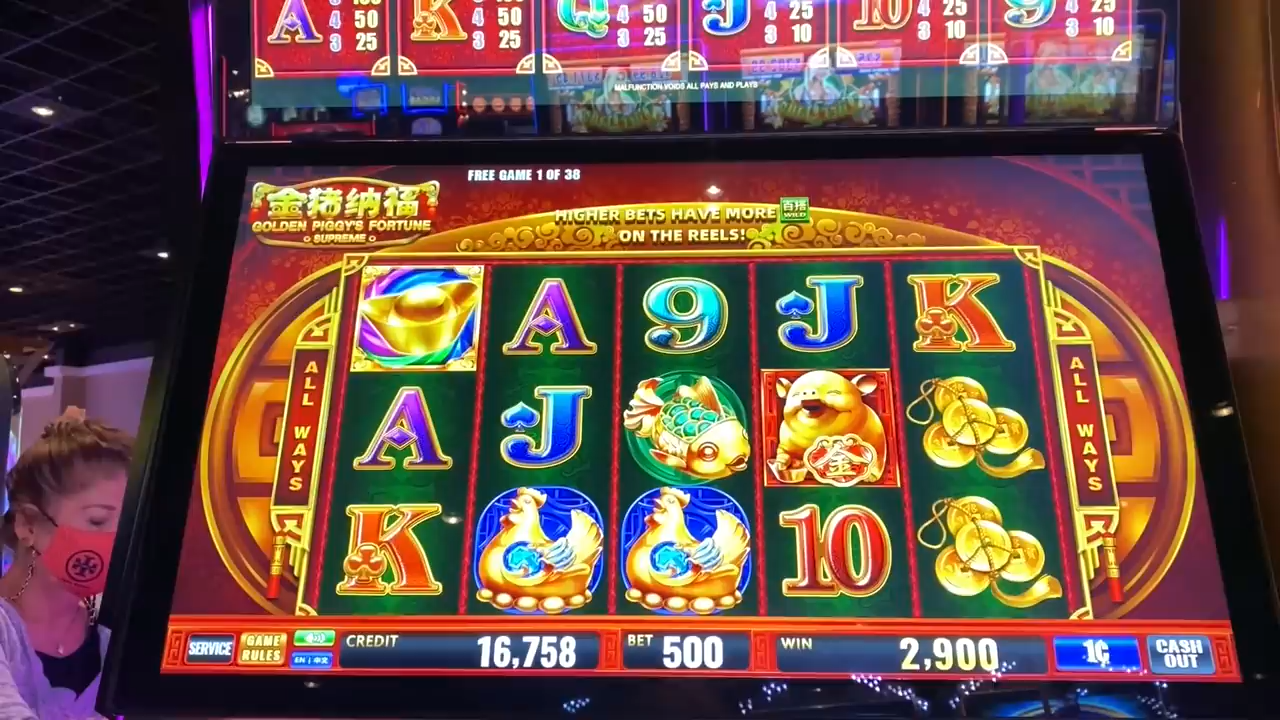 A 4 50 3 25
K 4 50 3 25
Q 4 50 3 25
J 4 25 3 10
10 4 25 3 10
9 4 25 3 10
MALFUNCTION VOIDS ALL PAYS AND PLAYS
FREE GAME 1 OF 38
金猪纳福
GOLDEN PIGGY'S FORTUNE
SUPREME
HIGHER BETS HAVE MORE 百搭 WILD
ON THE REELS!
A 9 J K
ALL WAYS
A J 金
ALL WAYS
K 10
SERVICE
GAME RULES
EN | 中文
CREDIT 16,758
BET 500
WIN 2,900
1¢
CASH OUT